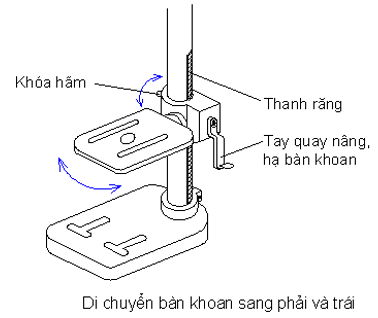 Khóa hãm
Thanh răng
Tay quay nâng,
hạ bàn khoan
Di chuyển bàn khoan sang phải và trái